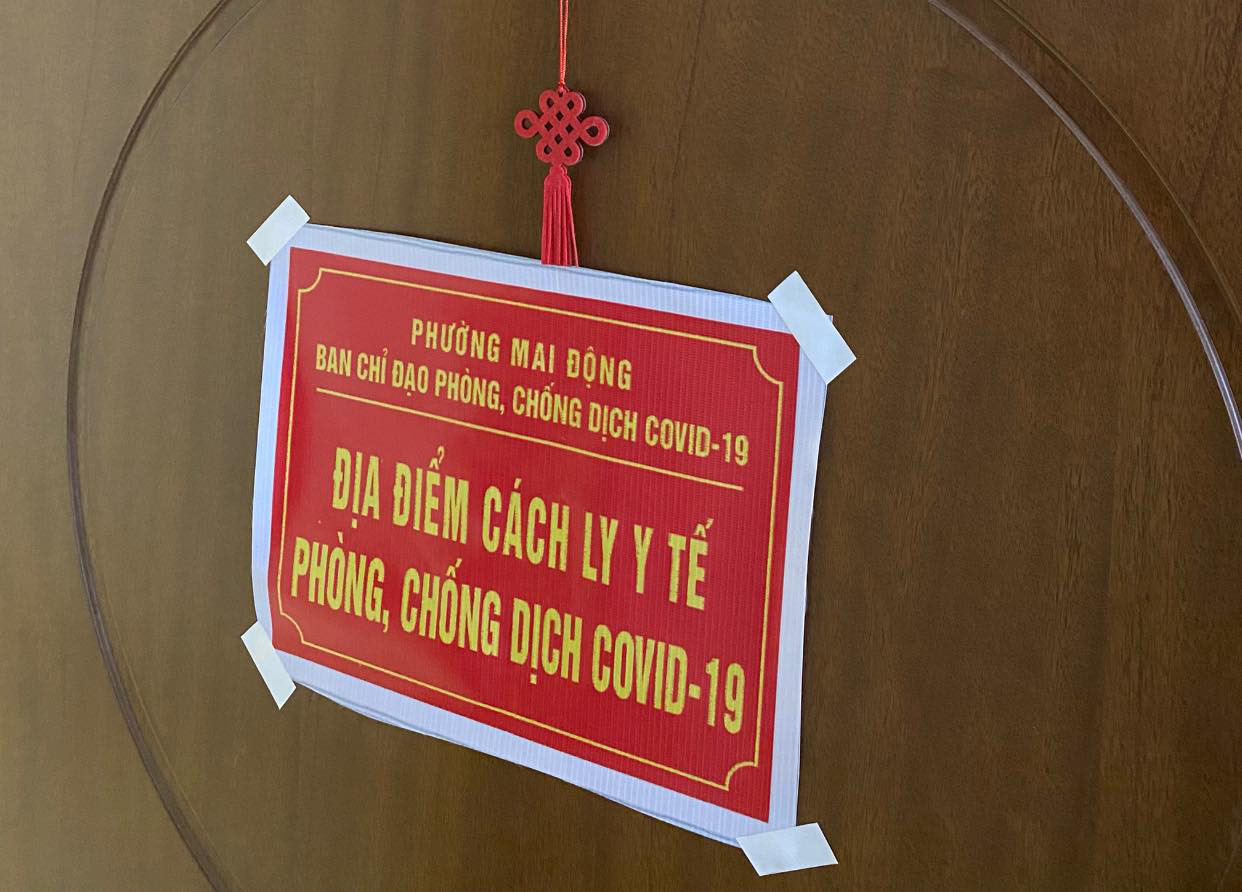 PHƯỜNG MAI ĐỘNG
BAN CHỈ ĐẠO PHÒNG, CHỐNG DỊCH COVID-19
ĐỊA ĐIỂM CÁCH LY Y TẾ
PHÒNG, CHỐNG DỊCH COVID-19